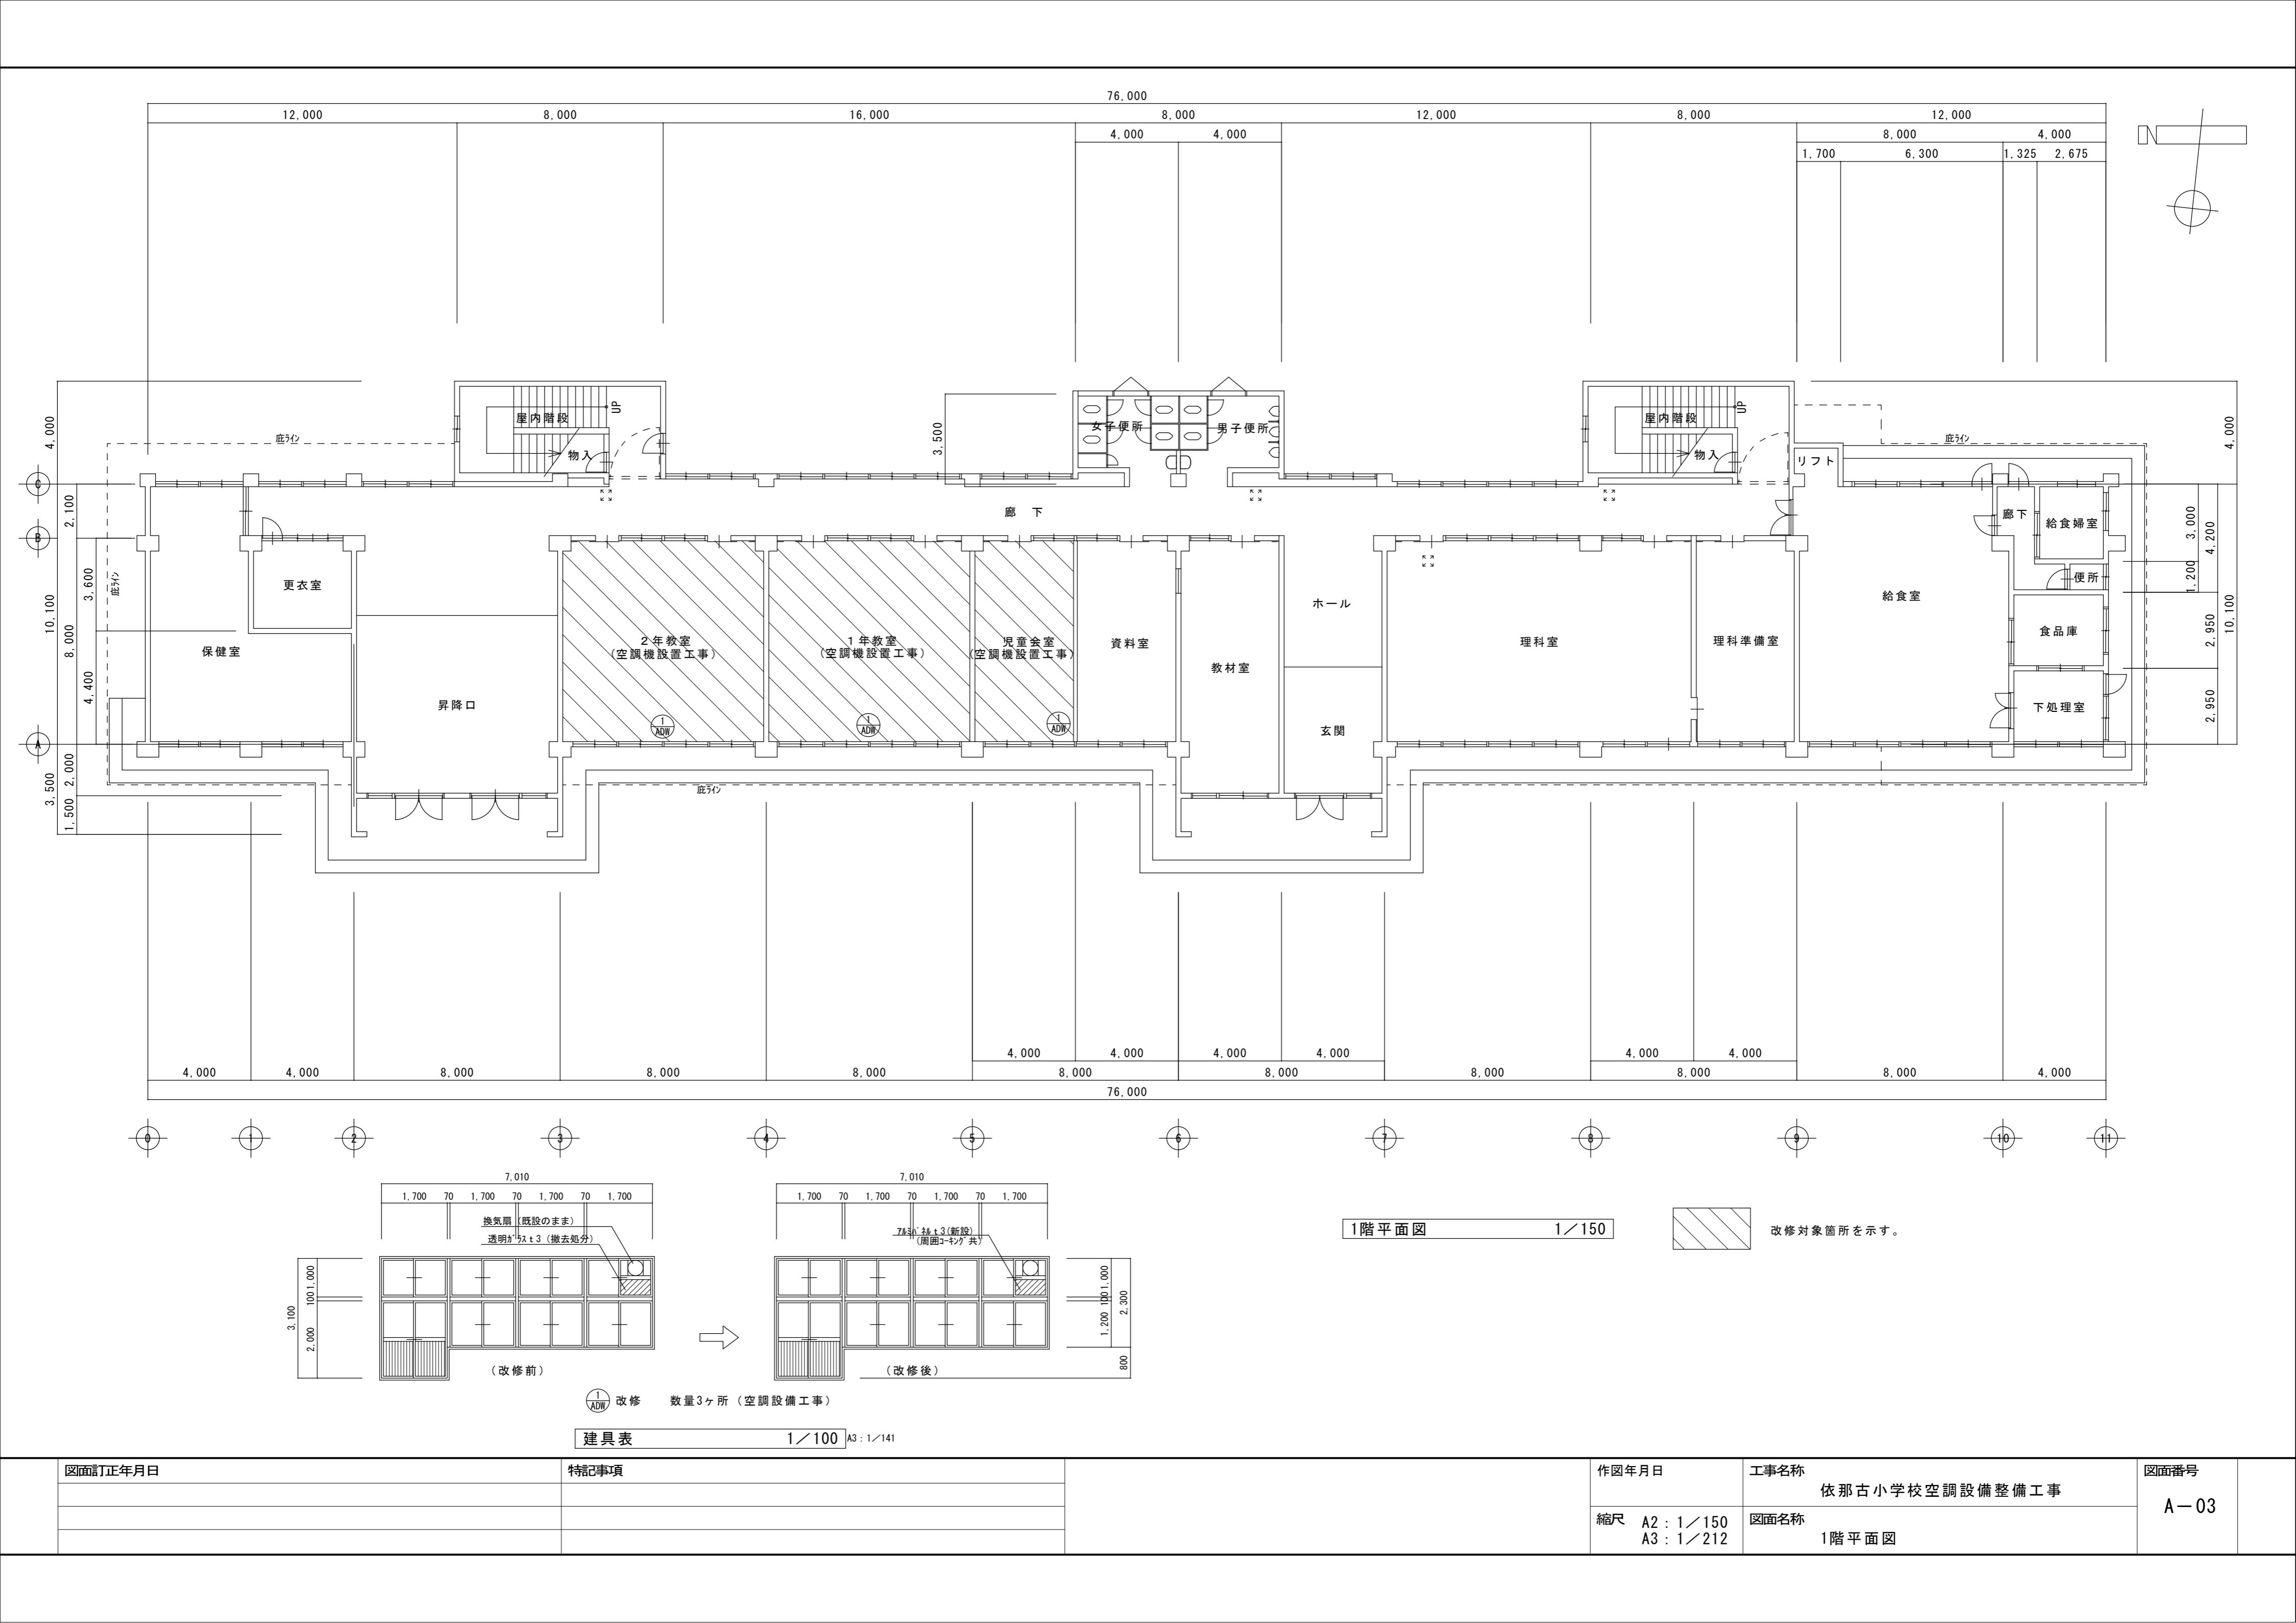 76,000
12,000 8,000 16,000 8,000 12,000 8,000 12,000
4,000 4,000 8,000 4,000
1,700 6,300 1,325 2,675
N
屋内階段 UP
物入
庇ライン
3,500
女子便所 男子便所
屋内階段 UP
物入
リフト
庇ライン
4,000
2,100
10,100
8,000
3,600
4,400
3,500
2,000
1,500
C
B
A
庇ライン
廊 下
廊下
給食婦室
便所
更衣室
保健室
昇降口
2年教室
(空調機設置工事)
1年教室
(空調機設置工事)
児童会室
(空調機設置工事)
1
ADW
1
ADW
1
ADW
資料室
教材室
ホール
玄関
理科室
理科準備室
給食室
食品庫
下処理室
庇ライン
4,000
3,000
4,200
1,200
10,100
2,950
2,950
4,000 4,000 4,000 4,000 4,000 4,000
4,000 4,000 8,000 8,000 8,000 8,000 8,000 8,000 8,000 8,000 4,000
76,000
0 1 2 3 4 5 6 7 8 9 10 11
7,010
1,700 70 1,700 70 1,700 70 1,700
換気扇(既設のまま)
透明ガラスt3(撤去処分)
3,100
1,000
100
2,000
(改修前)
7,010
1,700 70 1,700 70 1,700 70 1,700
アルミパネルt3(新設)
(周囲コーキング共)
1,000
100
1,200
2,300
800
(改修後)
1
ADW
改修 数量3ヶ所(空調設備工事)
建具表 1/100 A3:1/141
1階平面図 1/150
改修対象箇所を示す。
図面訂正年月日
特記事項
作図年月日
工事名称
依那古小学校空調設備整備工事
縮尺 A2:1/150
A3:1/212
図面名称
1階平面図
図面番号
A-03